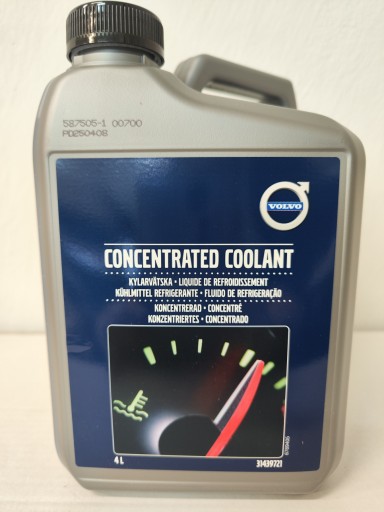 587505-1 00700
PD250408
VOLVO
CONCENTRATED COOLANT
KYLARVÄTSKA • LIQUIDE DE REFROIDISSEMENT
KÜHLMITTEL REFRIGERANTE • FLUIDO DE REFRIGERAÇÃO
KONCENTRERAD • CONCENTRÉ
KONZENTRIERTES • CONCENTRADO
4 L
31439721